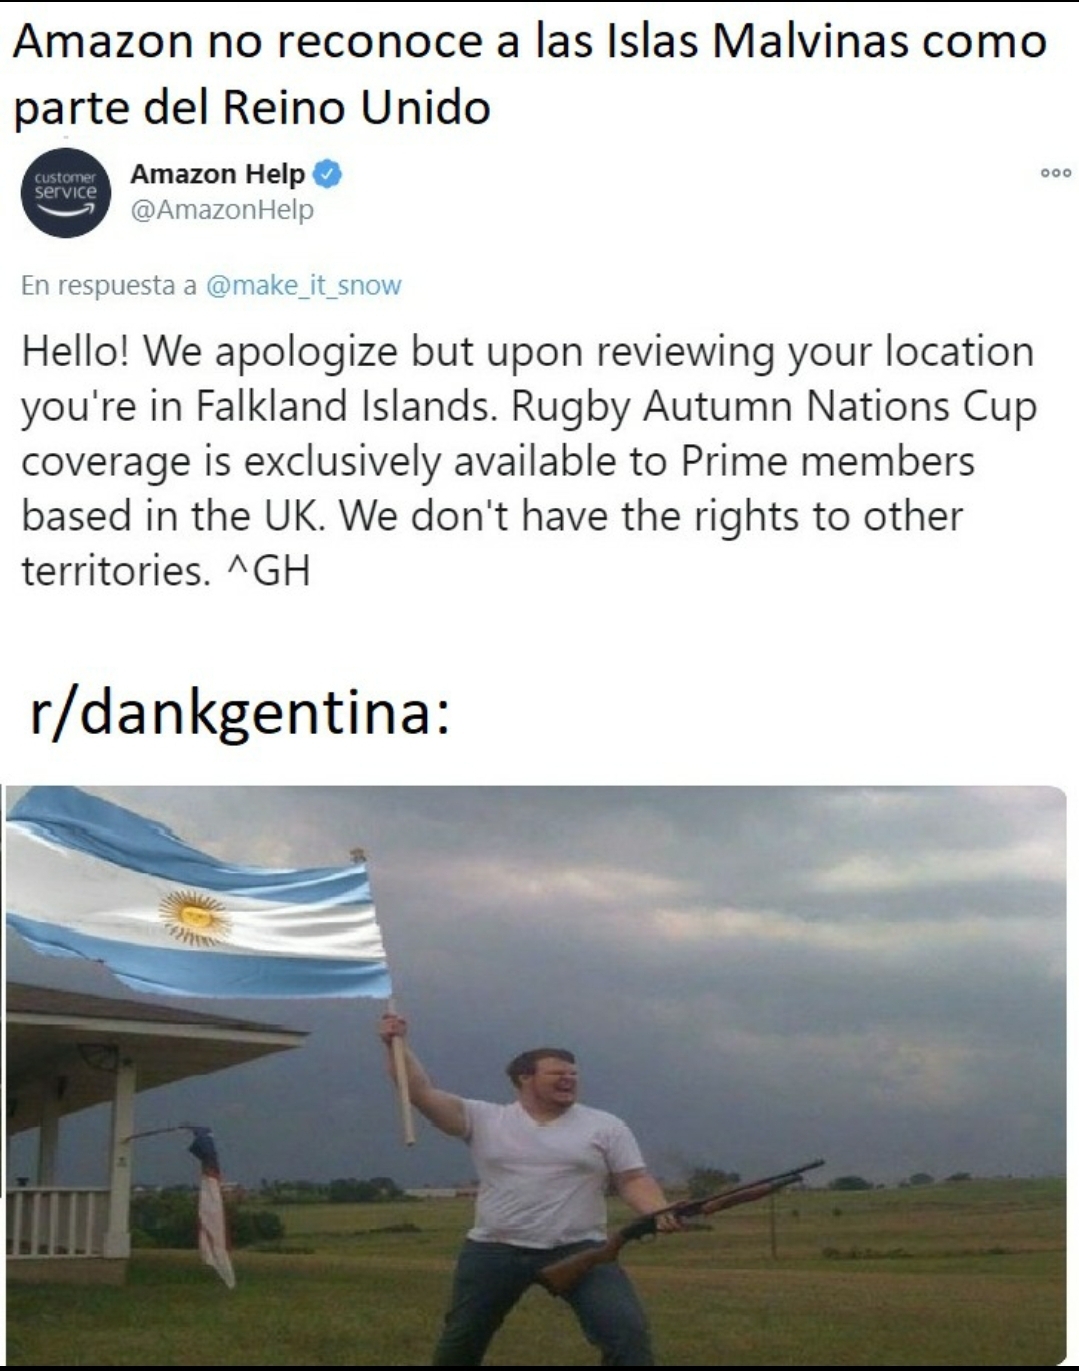 Amazon no reconoce a las Islas Malvinas como
parte del Reino Unido
customer
service
Amazon Help
@AmazonHelp
En respuesta a @make_it_snow
Hello! We apologize but upon reviewing your location
you're in Falkland Islands. Rugby Autumn Nations Cup
coverage is exclusively available to Prime members
based in the UK. We don't have the rights to other
territories. ^GH
r/dankgentina: